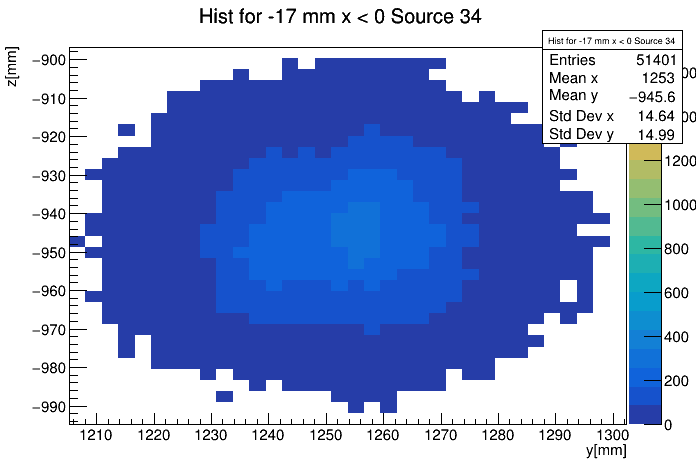 Hist for -17 mm x < 0 Source 34
Hist for -17 mm x < 0 Source 34
Entries 51401
Mean x 1253
Mean y −945.6
Std Dev x 14.64
Std Dev y 14.99
z[mm]
−900
−910
−920
−930
−940
−950
−960
−970
−980
−990
1210 1220 1230 1240 1250 1260 1270 1280 1290 1300
y[mm]
1200
1000
800
600
400
200
0